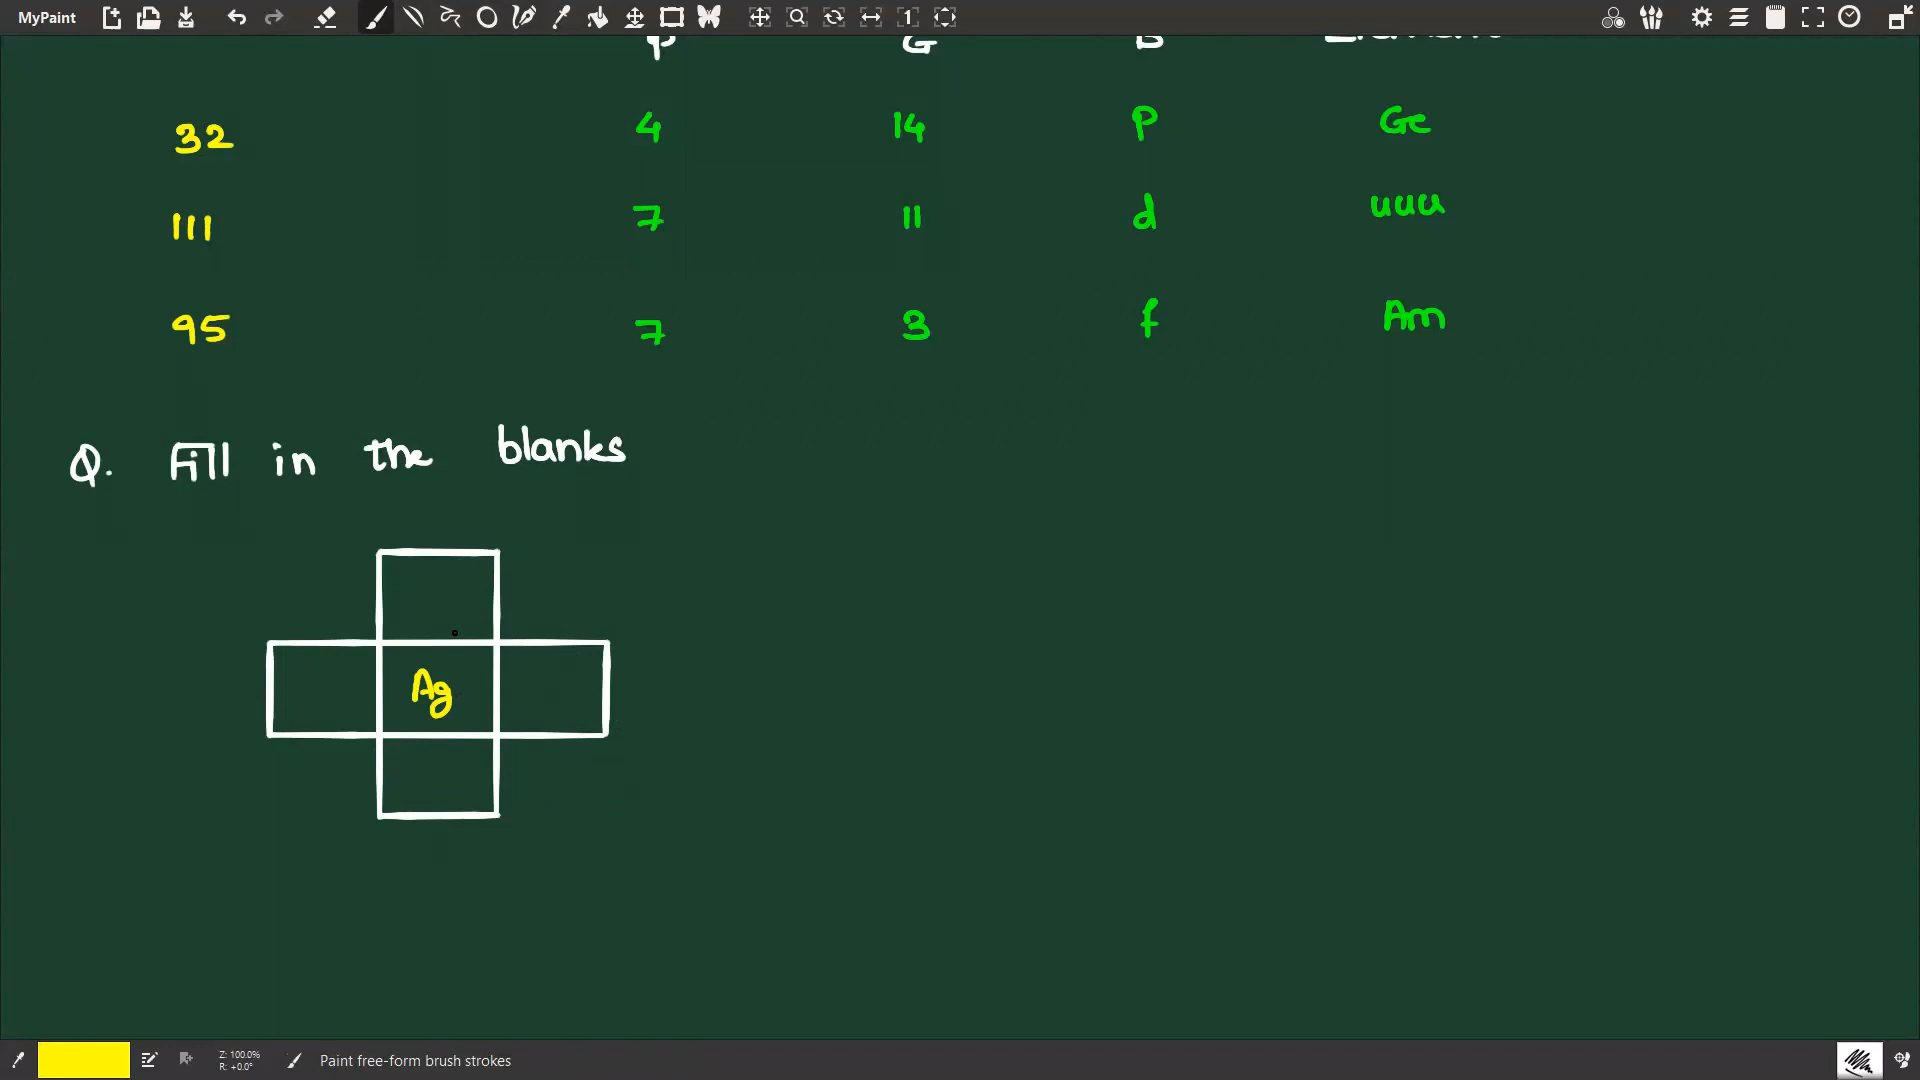 MyPaint
32 4 14 P Ge
111 7 11 d uuu
95 7 3 f Am
Q. Fill in the blanks
Ag
Z: 100.0%
R: +0.0°
Paint free-form brush strokes